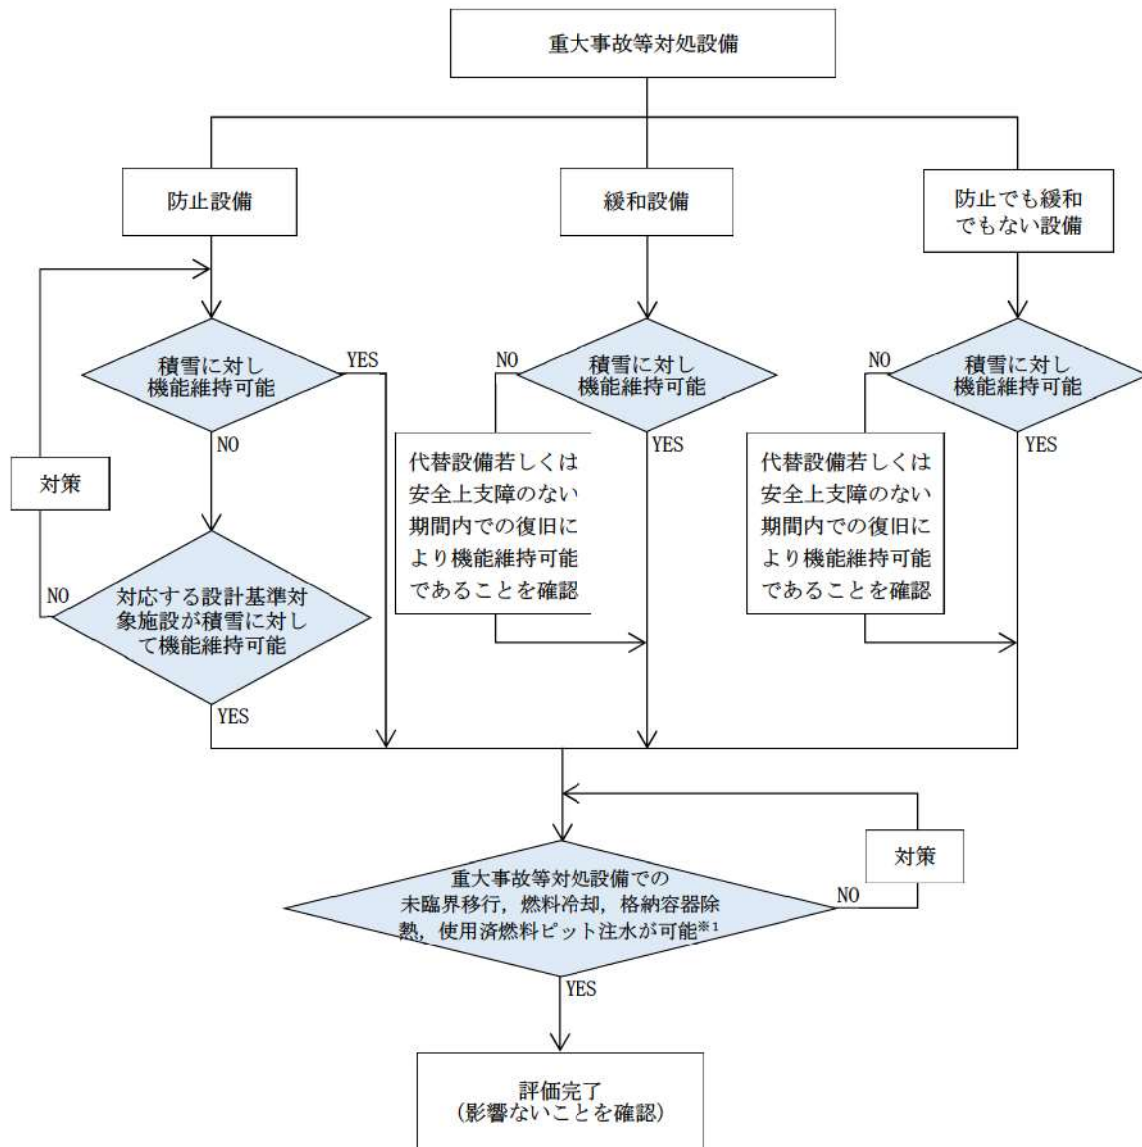 重大事故等対処設備
防止設備
緩和設備
防止でも緩和
でもない設備
積雪に対し
機能維持可能
YES
NO
積雪に対し
機能維持可能
YES
NO
積雪に対し
機能維持可能
YES
NO
対策
代替設備若しくは
安全上支障のない
期間内での復旧に
より機能維持可能
であることを確認
代替設備若しくは
安全上支障のない
期間内での復旧に
より機能維持可能
であることを確認
NO
対応する設計基準対
象施設が積雪に対し
て機能維持可能
YES
対策
重大事故等対処設備での
未臨界移行，燃料冷却，格納容器除
熱，使用済燃料ピット注水が可能※1
NO
YES
評価完了
(影響ないことを確認)